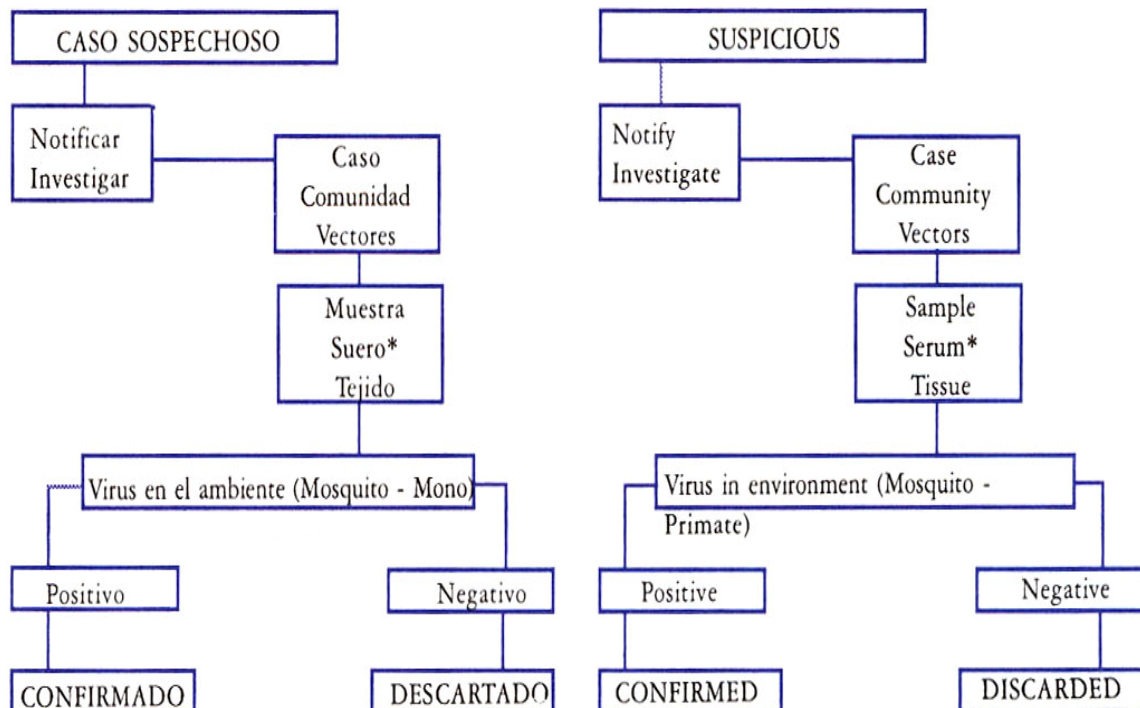 CASO SOSPECHOSO
Notificar
Investigar
Caso
Comunidad
Vectores
Muestra
Suero*
Tejido
Virus en el ambiente (Mosquito - Mono)
Positivo
Negativo
CONFIRMADO
DESCARTADO
SUSPICIOUS
Notify
Investigate
Case
Community
Vectors
Sample
Serum*
Tissue
Virus in environment (Mosquito -
Primate)
Positive
Negative
CONFIRMED
DISCARDED